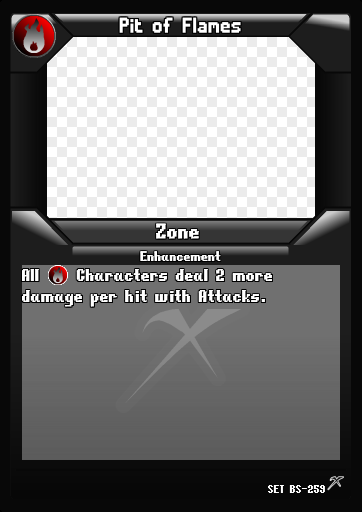 Pit of Flames
Zone
Enhancement
All Characters deal 2 more
damage per hit with Attacks.
SET BS-259